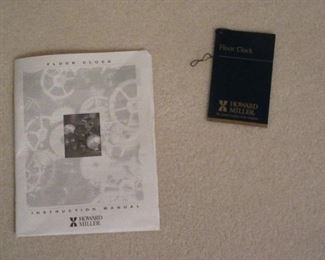 FLOOR CLOCK
INSTRUCTION MANUAL
HOWARD
MILLER
Floor Clock
HOWARD
MILLER